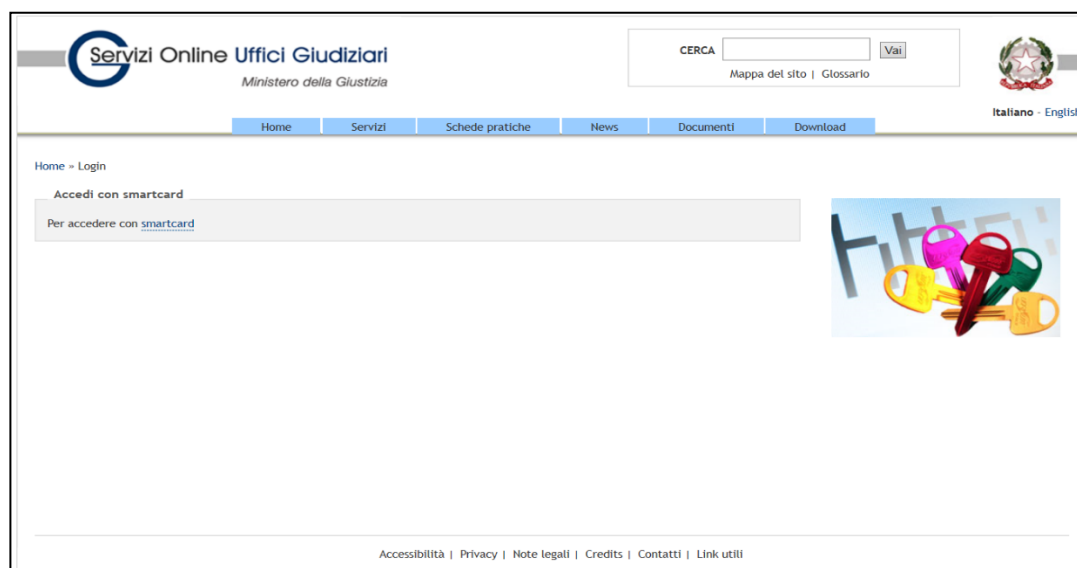 Servizi Online Uffici Giudiziari
Ministero della Giustizia
CERCA Vai
Mappa del sito | Glossario
Italiano - English
Home Servizi Schede pratiche News Documenti Download
Home » Login
Accedi con smartcard
Per accedere con smartcard
http:
Accessibilità | Privacy | Note legali | Credits | Contatti | Link utili